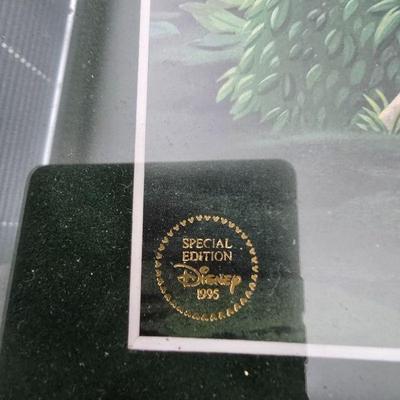 SPECIAL
EDITION
Disney
1995